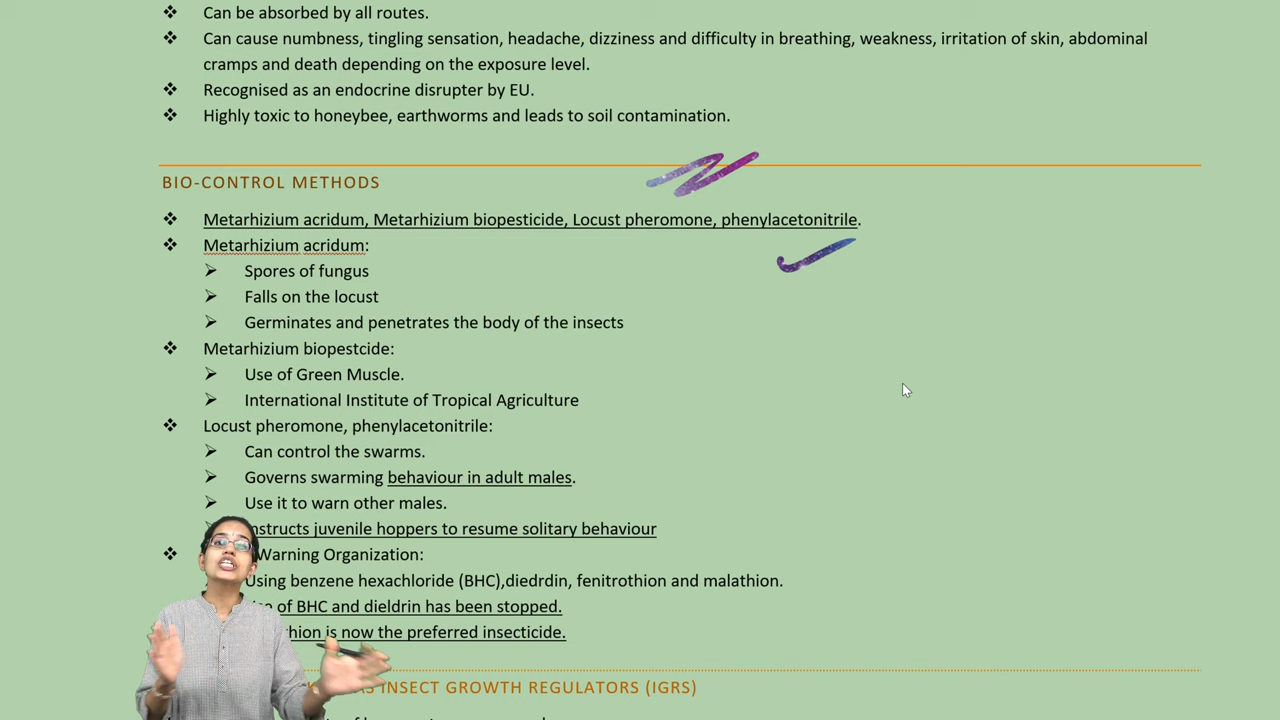 Can be absorbed by all routes.
Can cause numbness, tingling sensation, headache, dizziness and difficulty in breathing, weakness, irritation of skin, abdominal
cramps and death depending on the exposure level.
Recognised as an endocrine disrupter by EU.
Highly toxic to honeybee, earthworms and leads to soil contamination.
BIO-CONTROL METHODS
Metarhizium acridum, Metarhizium biopesticide, Locust pheromone, phenylacetonitrile.
Metarhizium acridum:
Spores of fungus
Falls on the locust
Germinates and penetrates the body of the insects
Metarhizium biopestcide:
Use of Green Muscle.
International Institute of Tropical Agriculture
Locust pheromone, phenylacetonitrile:
Can control the swarms.
Governs swarming behaviour in adult males.
Use it to warn other males.
juvenile hoppers to resume solitary behaviour
Warning Organization:
Using benzene hexachloride (BHC),diedrdin, fenitrothion and malathion.
of BHC and dieldrin has been stopped.
is now the preferred insecticide.
INSECT GROWTH REGULATORS (IGRS)